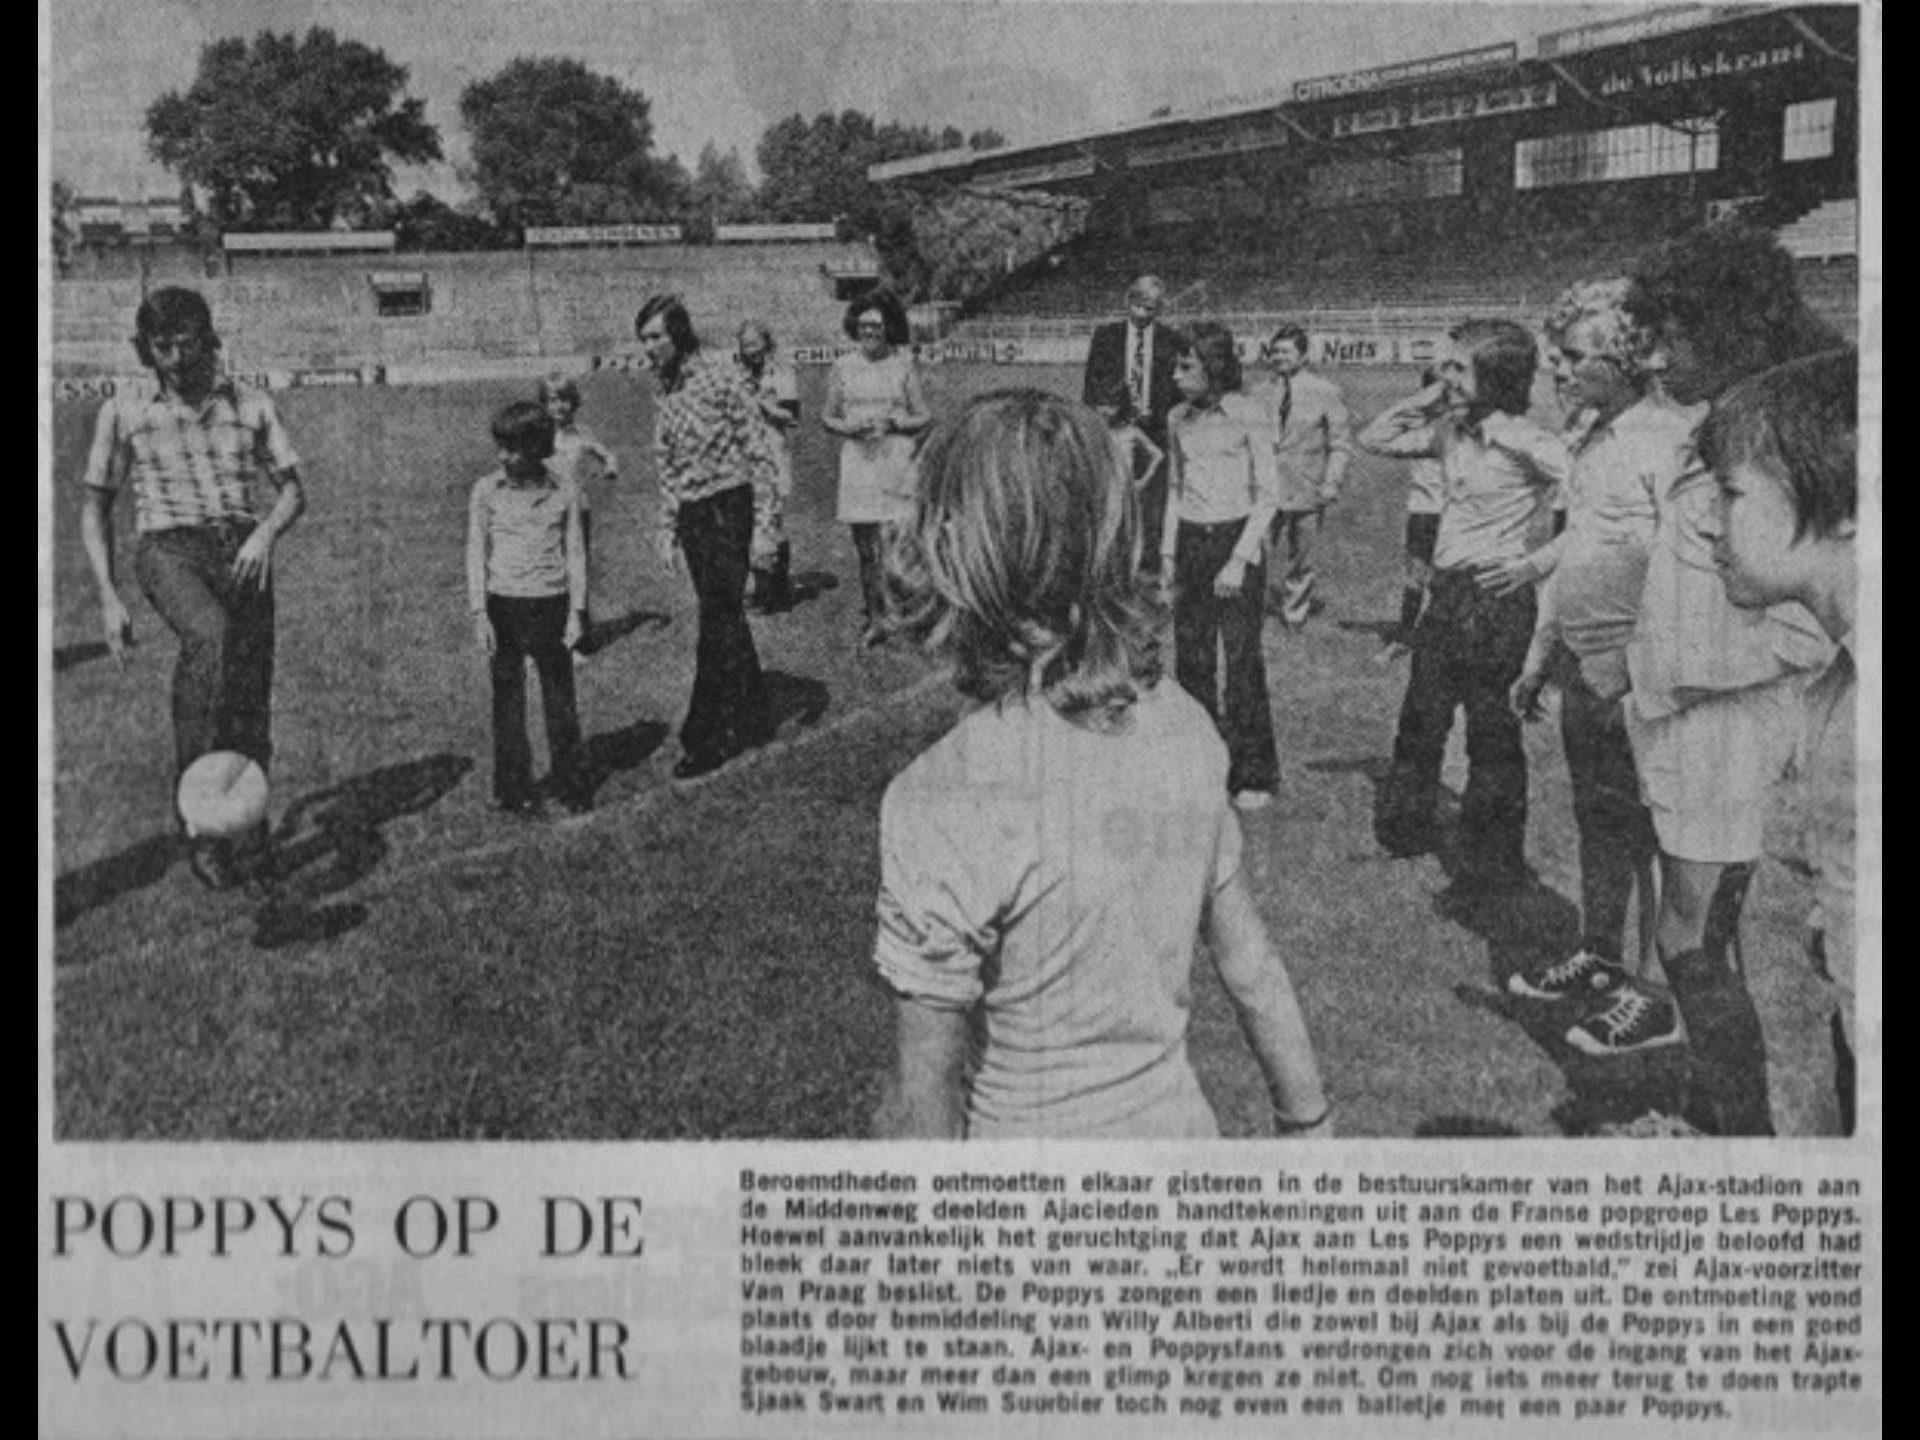 CITROËN
de Volkskrant
SSO
Nuts
POPPYS OP DE
VOETBALTOER
Beroemdheden ontmoetten elkaar gisteren in de bestuurskamer van het Ajax-stadion aan
de Middenweg deelden Ajacieden handtekeningen uit aan de Franse popgroep Les Poppys.
Hoewel aanvankelijk het geruchtging dat Ajax aan Les Poppys een wedstrijdje beloofd had
bleek daar later niets van waar. „Er wordt helemaal niet gevoetbald,” zei Ajax-voorzitter
Van Praag beslist. De Poppys zongen een liedje en deelden platen uit. De ontmoeting vond
plaats door bemiddeling van Willy Alberti die zowel bij Ajax als bij de Poppys in een goed
blaadje lijkt te staan. Ajax- en Poppysfans verdrongen zich voor de ingang van het Ajax-
gebouw, maar meer dan een glimp kregen ze niet. Om nog iets meer terug te doen trapte
Sjaak Swart en Wim Suurbier toch nog even een balletje met een paar Poppys.